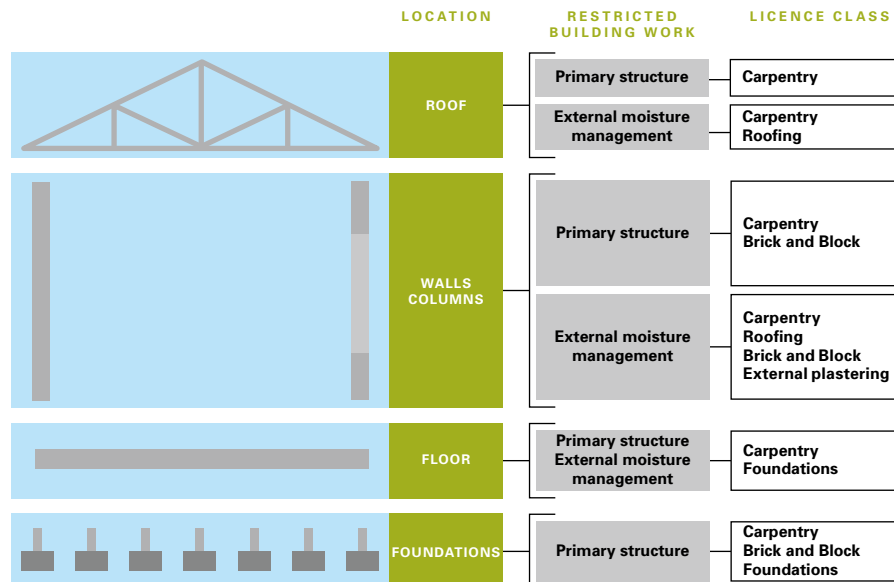 LOCATION
RESTRICTED
BUILDING WORK
LICENCE CLASS
ROOF
Primary structure
Carpentry
External moisture
management
Carpentry
Roofing
WALLS
COLUMNS
Primary structure
Carpentry
Brick and Block
External moisture
management
Carpentry
Roofing
Brick and Block
External plastering
FLOOR
Primary structure
External moisture
management
Carpentry
Foundations
FOUNDATIONS
Primary structure
Carpentry
Brick and Block
Foundations